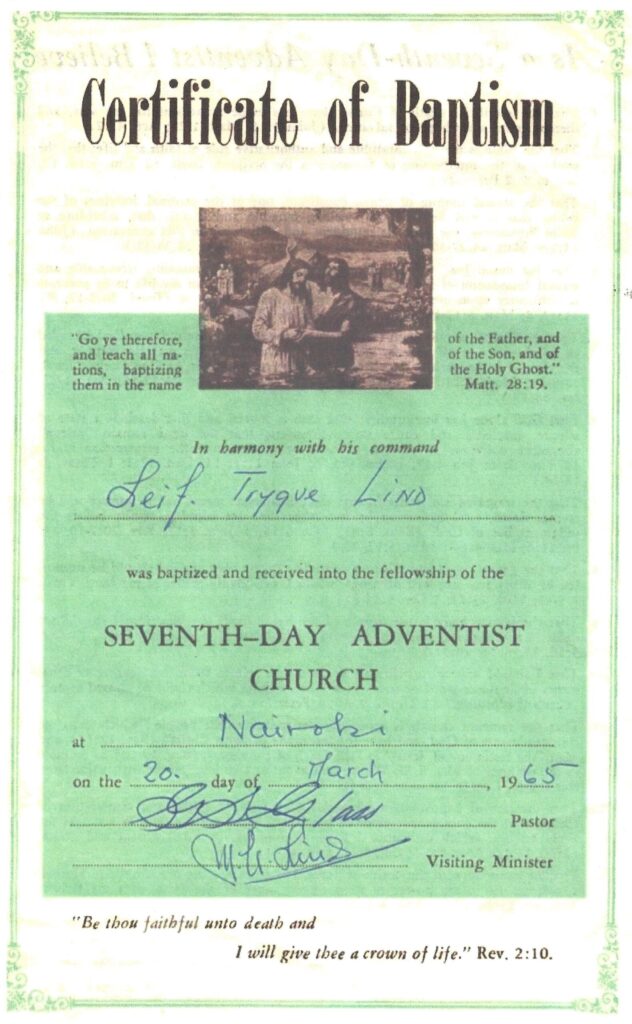 Certificate of Baptism
"Go ye therefore,
and teach all na-
tions, baptizing
them in the name
of the Father, and
of the Son, and of
the Holy Ghost."
Matt. 28:19.
In harmony with his command
Leif. Trygve Lind
was baptized and received into the fellowship of the
SEVENTH-DAY ADVENTIST
CHURCH
at Nairobi
on the 20. day of March, 1965
Pastor
Lind Visiting Minister
"Be thou faithful unto death and
I will give thee a crown of life." Rev. 2:10.